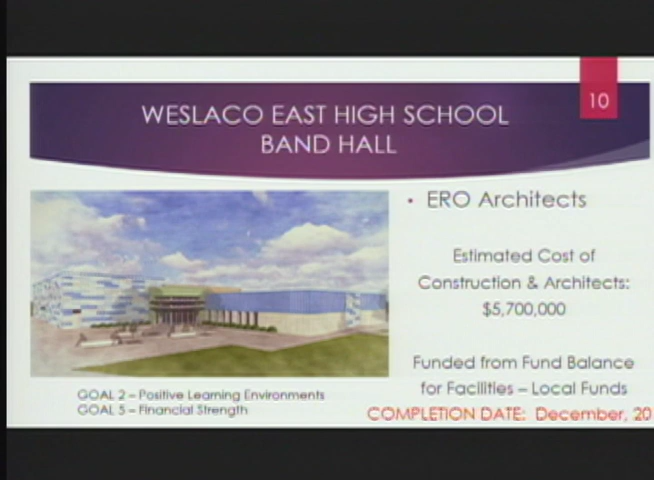 10
WESLACO EAST HIGH SCHOOL
BAND HALL
• ERO Architects
Estimated Cost of
Construction & Architects:
$5,700,000
Funded from Fund Balance
for Facilities – Local Funds
GOAL 2 – Positive Learning Environments
GOAL 5 – Financial Strength
COMPLETION DATE: December, 20